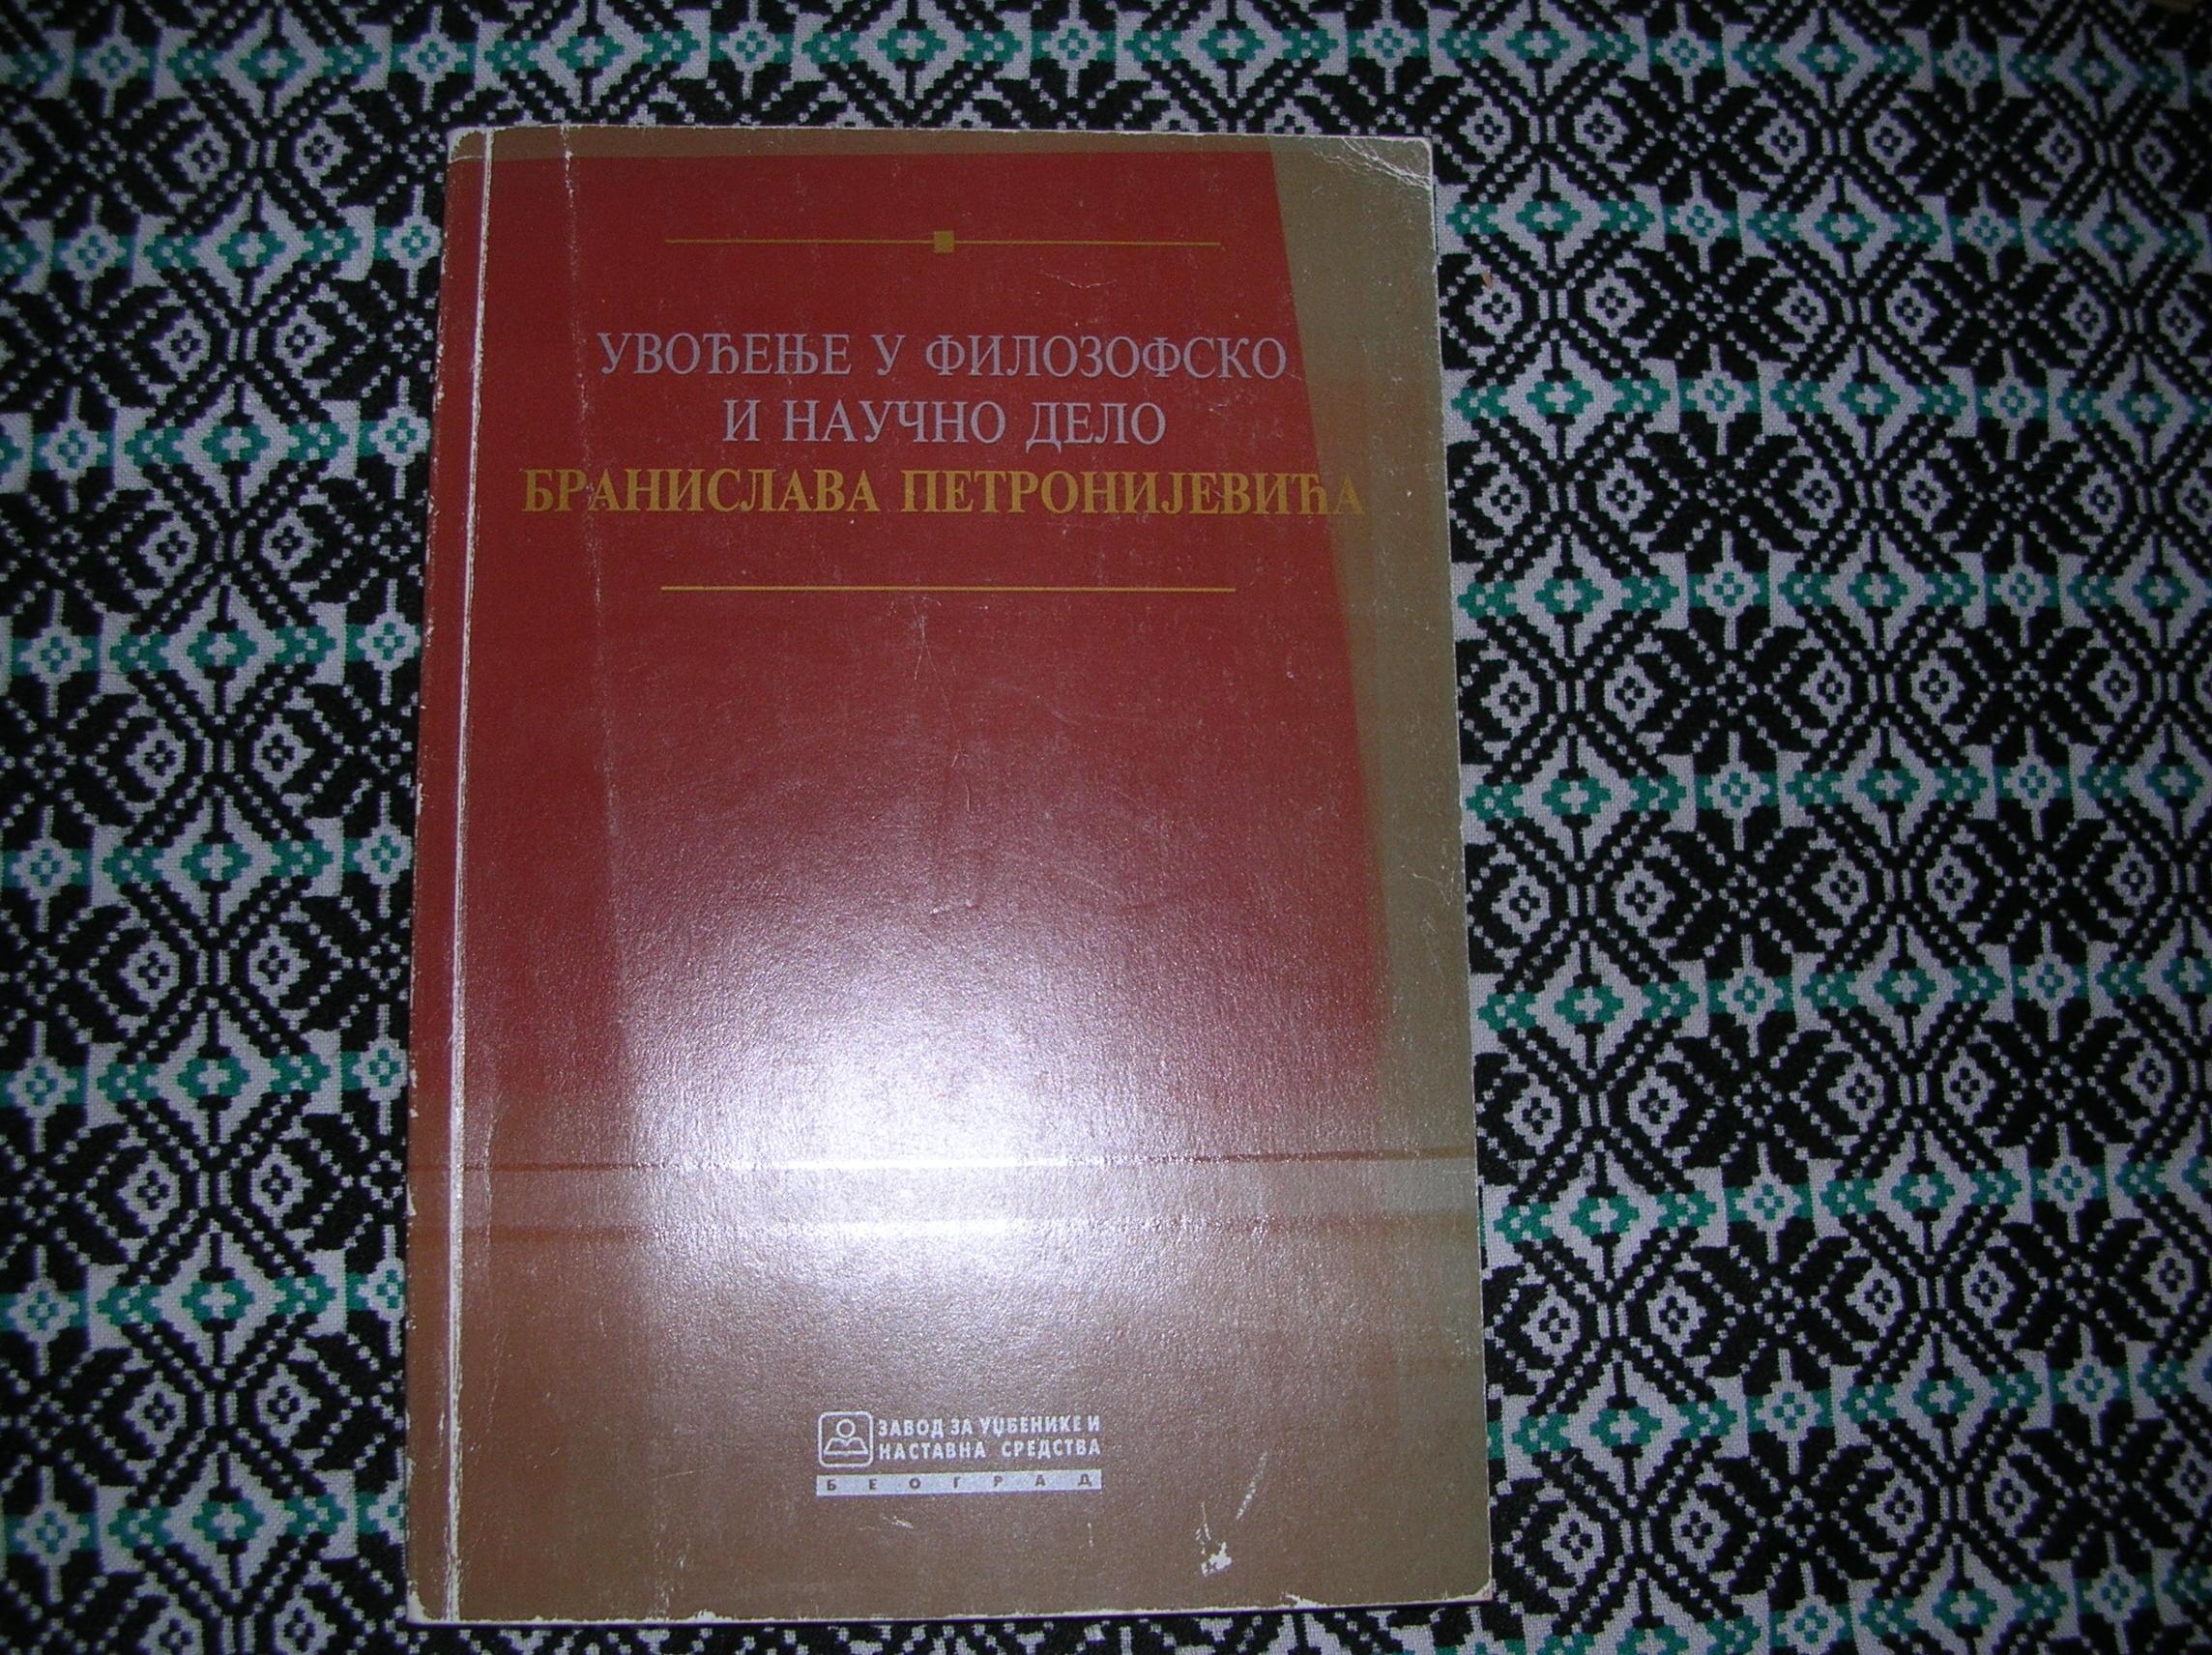 УВОЂЕЊЕ У ФИЛОЗОФСКО
И НАУЧНО ДЕЛО
БРАНИСЛАВА ПЕТРОНИЈЕВИЋА
ЗАВОД ЗА УЏБЕНИКЕ И
НАСТАВНА СРЕДСТВА
БЕОГРАД